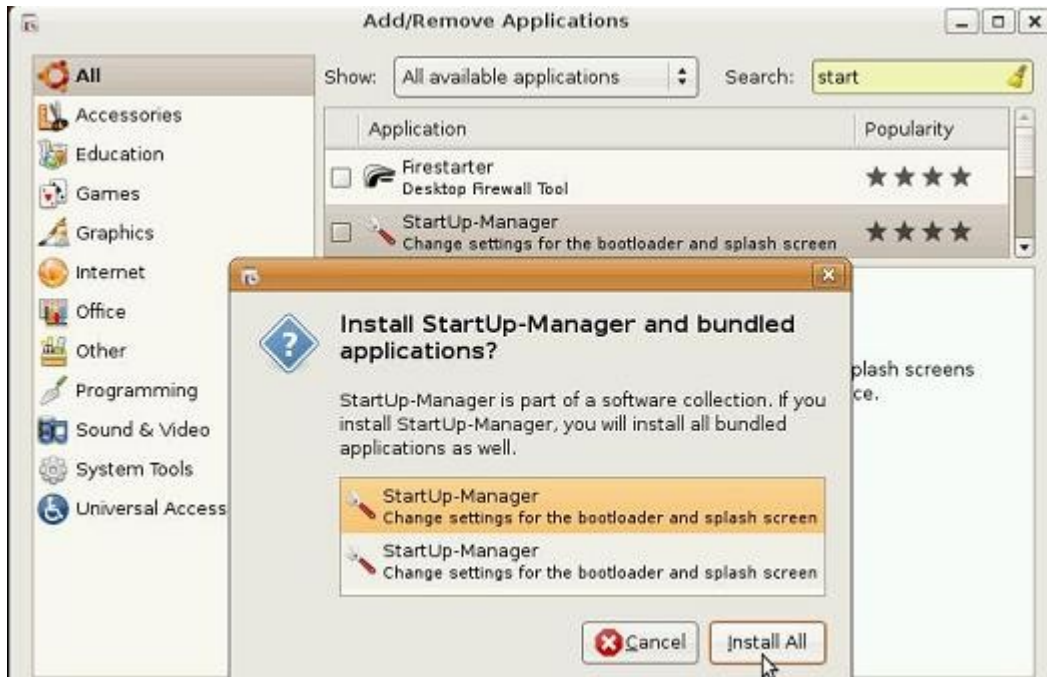 Add/Remove Applications
All
Show: All available applications Search: start
Accessories
Education
Games
Graphics
Internet
Office
Other
Programming
Sound & Video
System Tools
Universal Access
Application Popularity
Firestarter
Desktop Firewall Tool
StartUp-Manager
Change settings for the bootloader and splash screen
plash screens
ce.
Install StartUp-Manager and bundled
applications?
StartUp-Manager is part of a software collection. If you
install StartUp-Manager, you will install all bundled
applications as well.
StartUp-Manager
Change settings for the bootloader and splash screen
StartUp-Manager
Change settings for the bootloader and splash screen
Cancel Install All